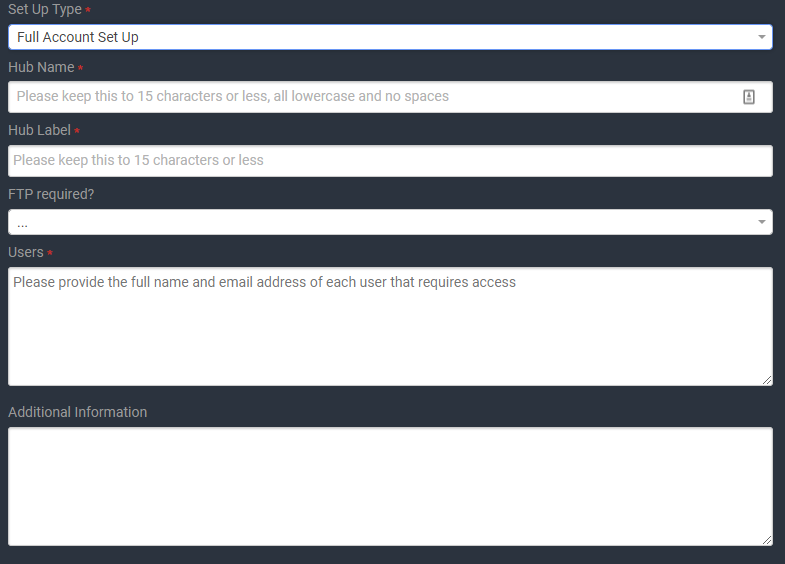 Set Up Type *
Full Account Set Up
Hub Name *
Please keep this to 15 characters or less, all lowercase and no spaces
Hub Label *
Please keep this to 15 characters or less
FTP required?
...
Users *
Please provide the full name and email address of each user that requires access
Additional Information